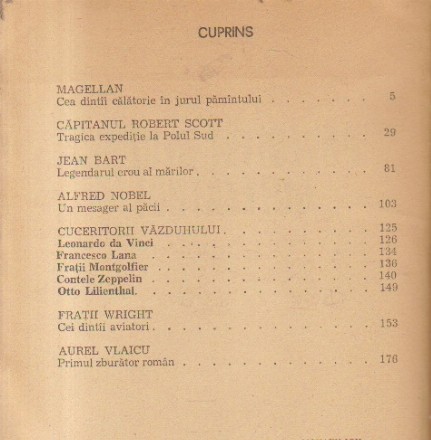 CUPRINS
MAGELLAN
Cea dintîi călătorie în jurul pămîntului . . . . . . . 5
CĂPITANUL ROBERT SCOTT
Tragica expediţie la Polul Sud . . . . . . . . . 29
JEAN BART
Legendarul erou al mărilor . . . . . . . . . . . 81
ALFRED NOBEL
Un mesager al păcii . . . . . . . . . . . . . 103
CUCERITORII VĂZDUHULUI . . . . . . . . . 125
Leonardo da Vinci . . . . . . . . . . . . . 126
Francesco Lana . . . . . . . . . . . . . . 134
Fraţii Montgolfier . . . . . . . . . . . . . 136
Contele Zeppelin . . . . . . . . . . . . . 140
Otto Lilienthal . . . . . . . . . . . . . . 149
FRAŢII WRIGHT
Cei dintîi aviatori . . . . . . . . . . . . . 153
AUREL VLAICU
Primul zburător român . . . . . . . . . . . 176